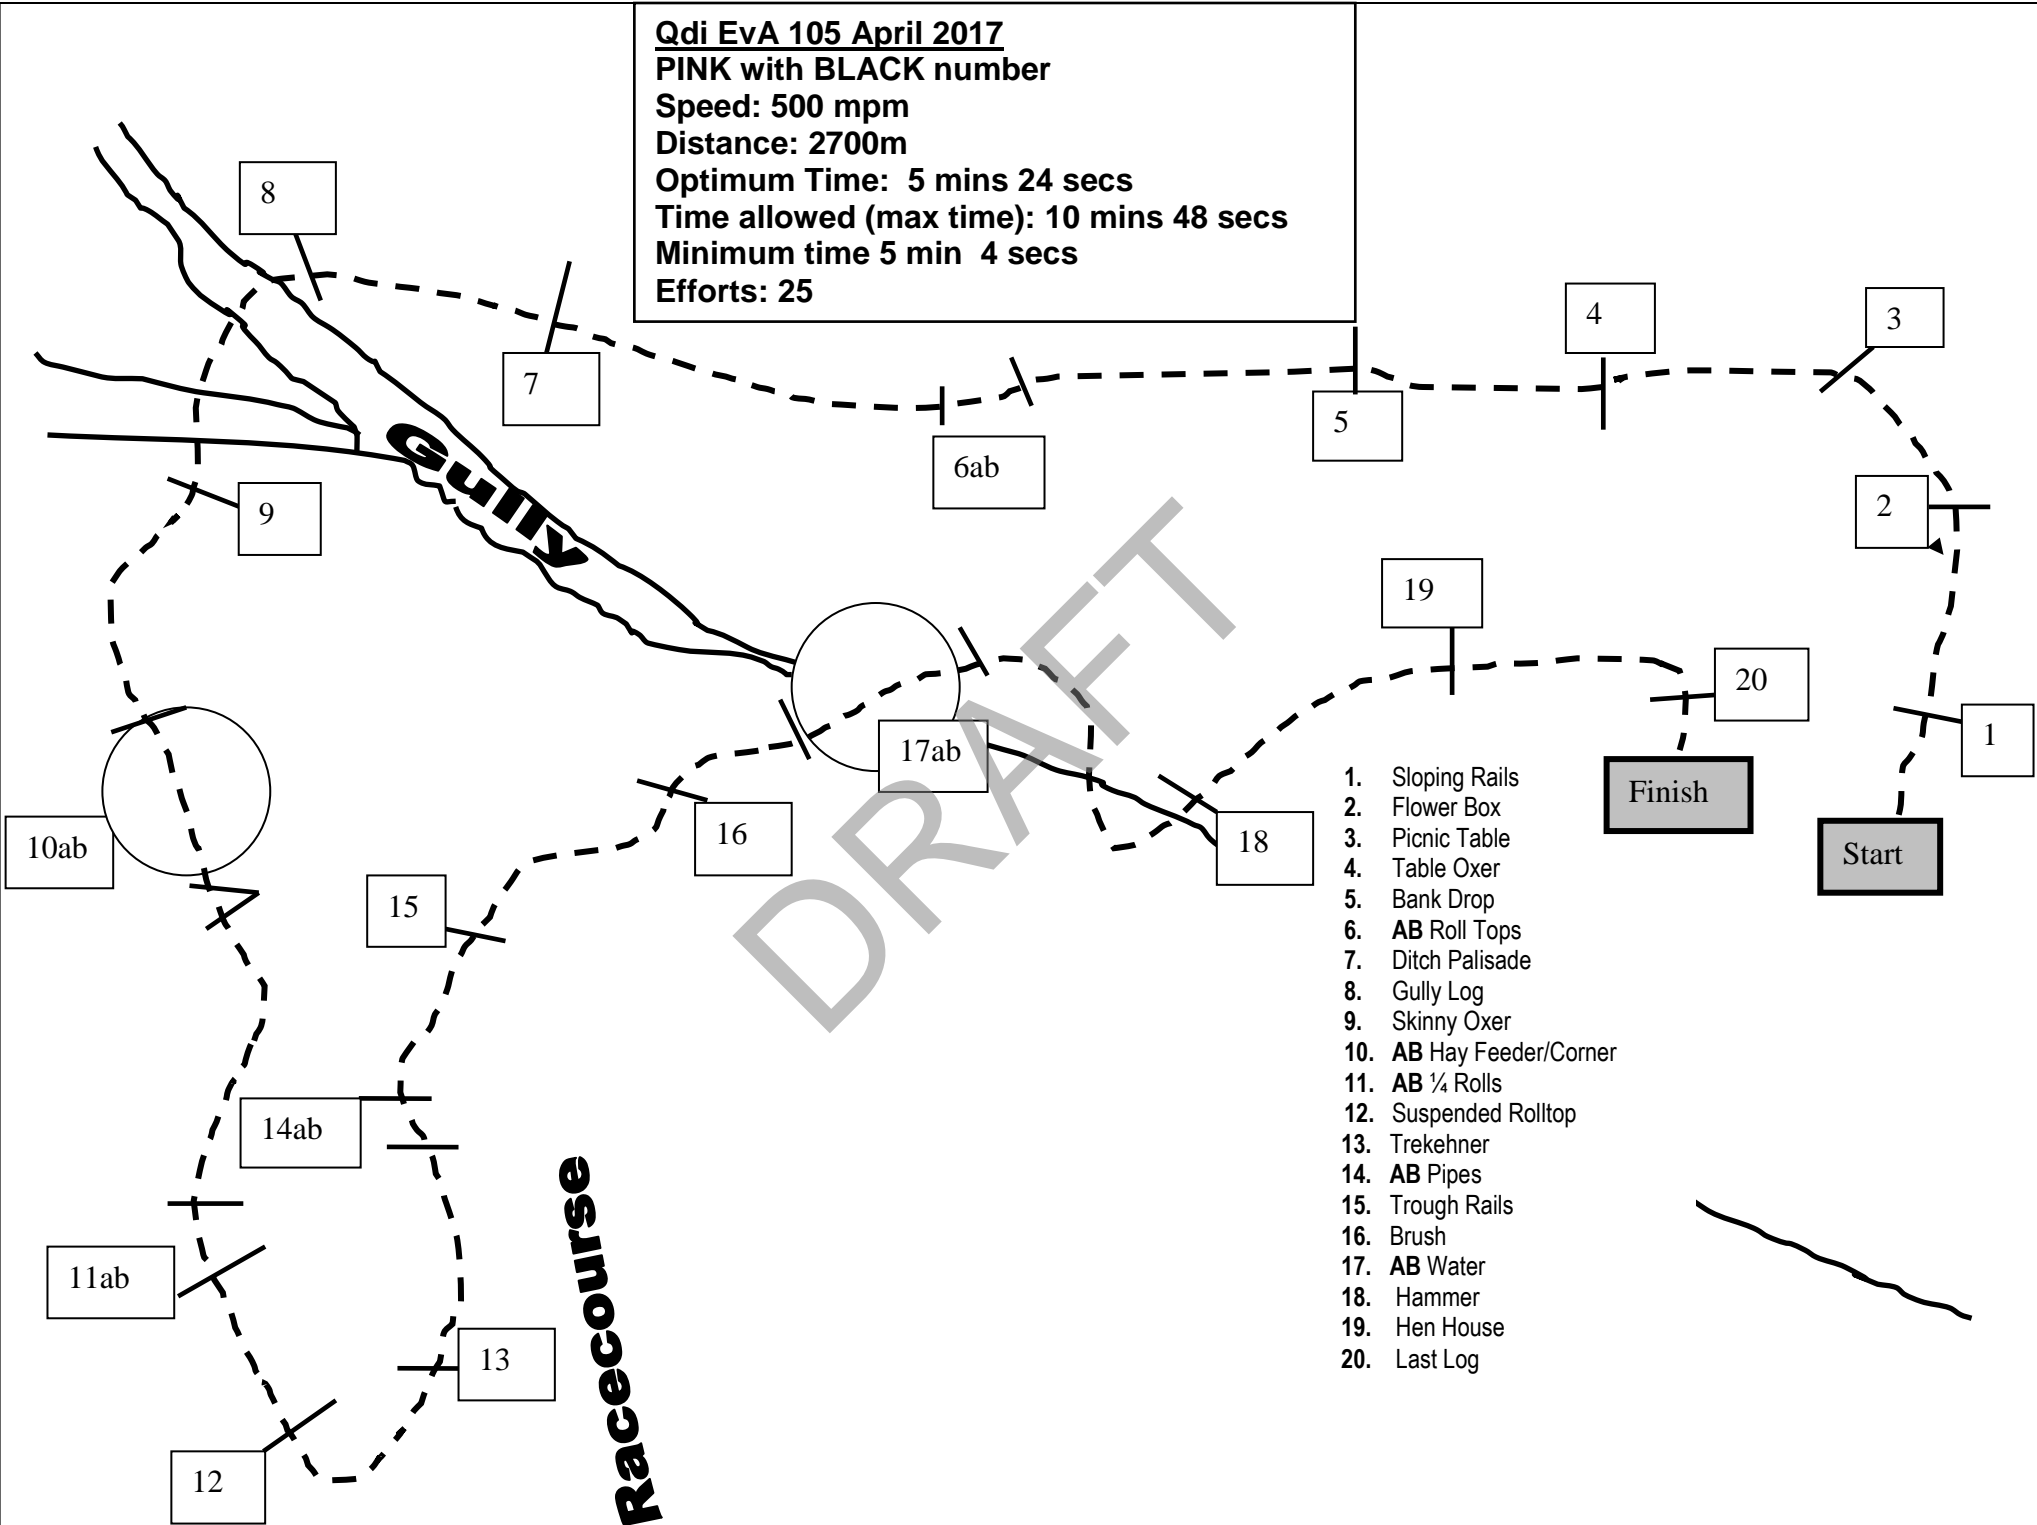 Qdi EvA 105 April 2017
PINK with BLACK number
Speed: 500 mpm
Distance: 2700m
Optimum Time:  5 mins 24 secs
Time allowed (max time): 10 mins 48 secs
Minimum time 5 min  4 secs
Efforts: 25
8
7
6ab
5
4
3
2
1
9
Gully
19
20
17ab
16
18
10ab
15
14ab
11ab
13
12
Finish
Start
DRAFT
Racecourse
1. Sloping Rails
2. Flower Box
3. Picnic Table
4. Table Oxer
5. Bank Drop
6. AB Roll Tops
7. Ditch Palisade
8. Gully Log
9. Skinny Oxer
10. AB Hay Feeder/Corner
11. AB ¼ Rolls
12. Suspended Rolltop
13. Trekehner
14. AB Pipes
15. Trough Rails
16. Brush
17. AB Water
18. Hammer
19. Hen House
20. Last Log